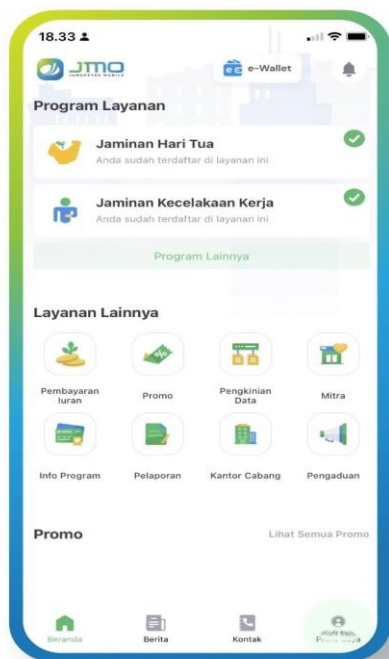 18.33
JMO
JAMSOSTEK MOBILE
e-Wallet
Program Layanan
Jaminan Hari Tua
Anda sudah terdaftar di layanan ini
Jaminan Kecelakaan Kerja
Anda sudah terdaftar di layanan ini
Program Lainnya
Layanan Lainnya
Pembayaran Iuran
Promo
Pengkinian Data
Mitra
Info Program
Pelaporan
Kantor Cabang
Pengaduan
Promo
Lihat Semua Promo
Beranda
Berita
Kontak